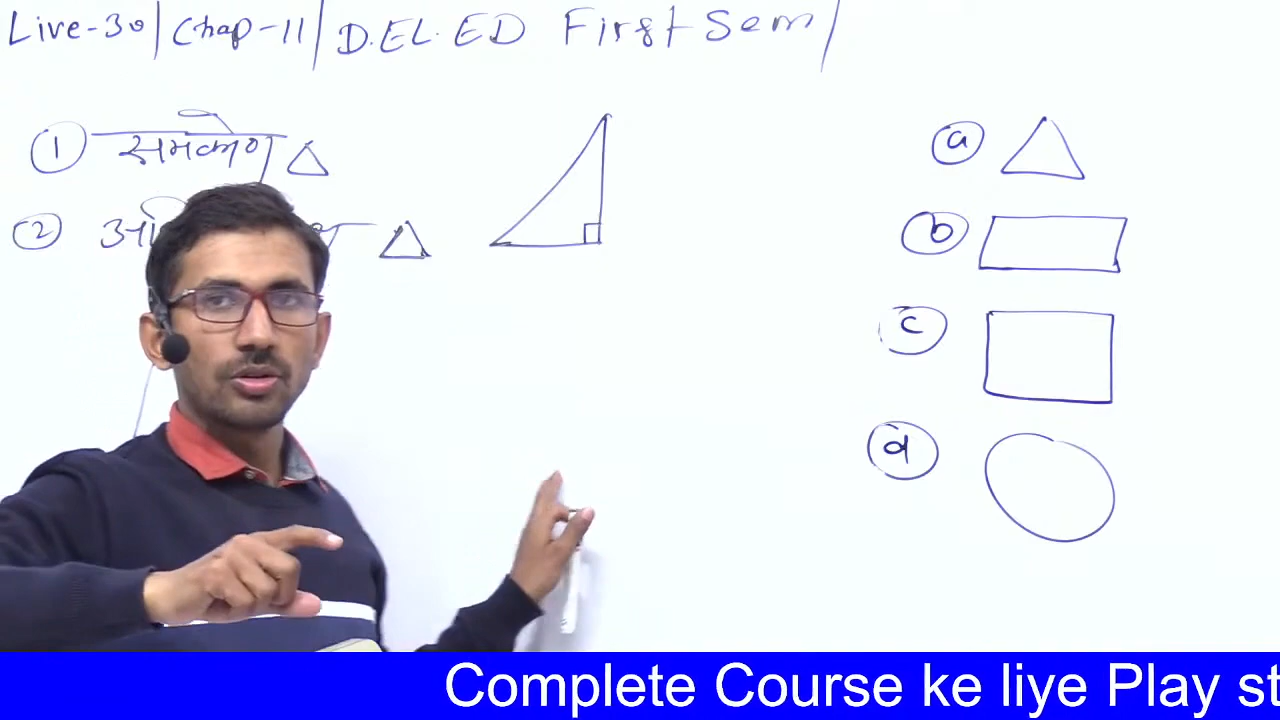 Live-30 | Chap-11 | D.EL.ED First Sem |
① समकोण △
② △
a
b
c
d
Complete Course ke liye Play st